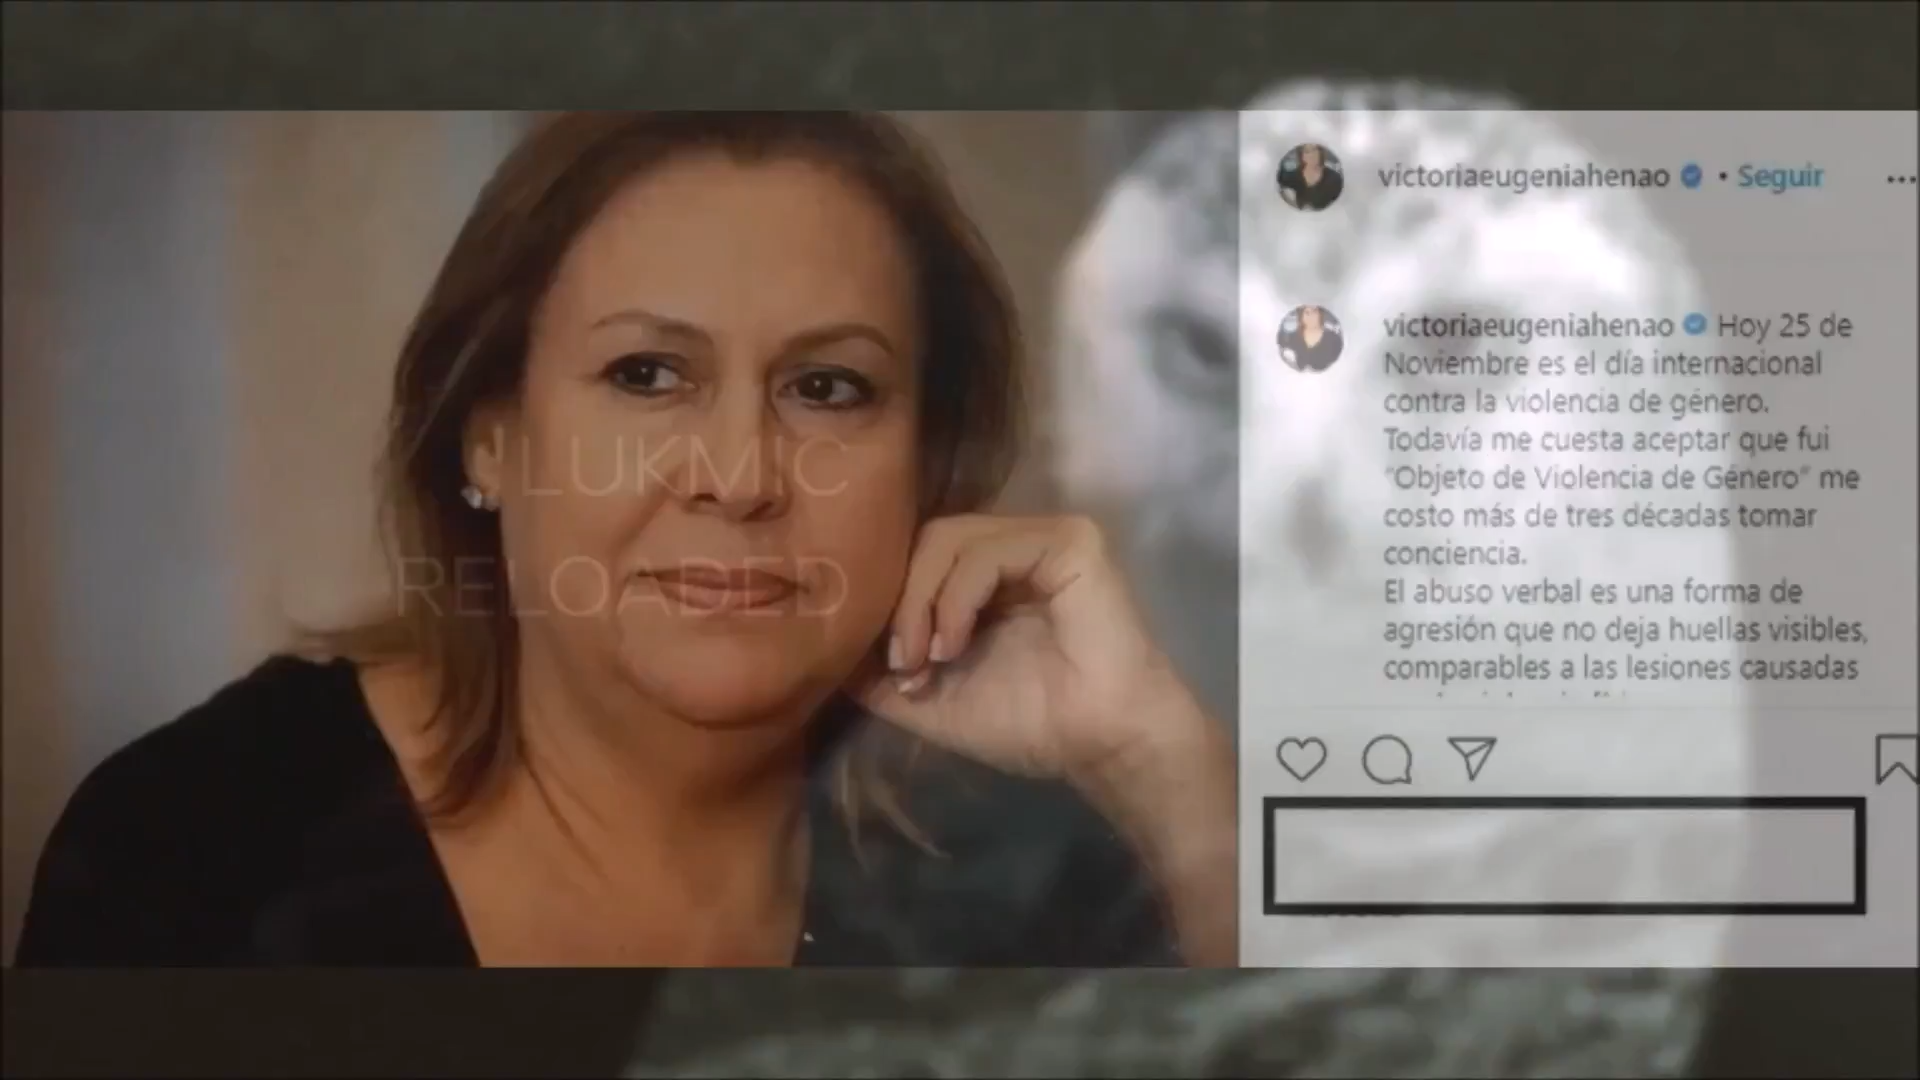 LUKMIC
RELOADED
victoriaeugeniahenao • Seguir
victoriaeugeniahenao Hoy 25 de
Noviembre es el día internacional
contra la violencia de género.
Todavía me cuesta aceptar que fui
"Objeto de Violencia de Género" me
costo más de tres décadas tomar
conciencia.
El abuso verbal es una forma de
agresión que no deja huellas visibles,
comparables a las lesiones causadas